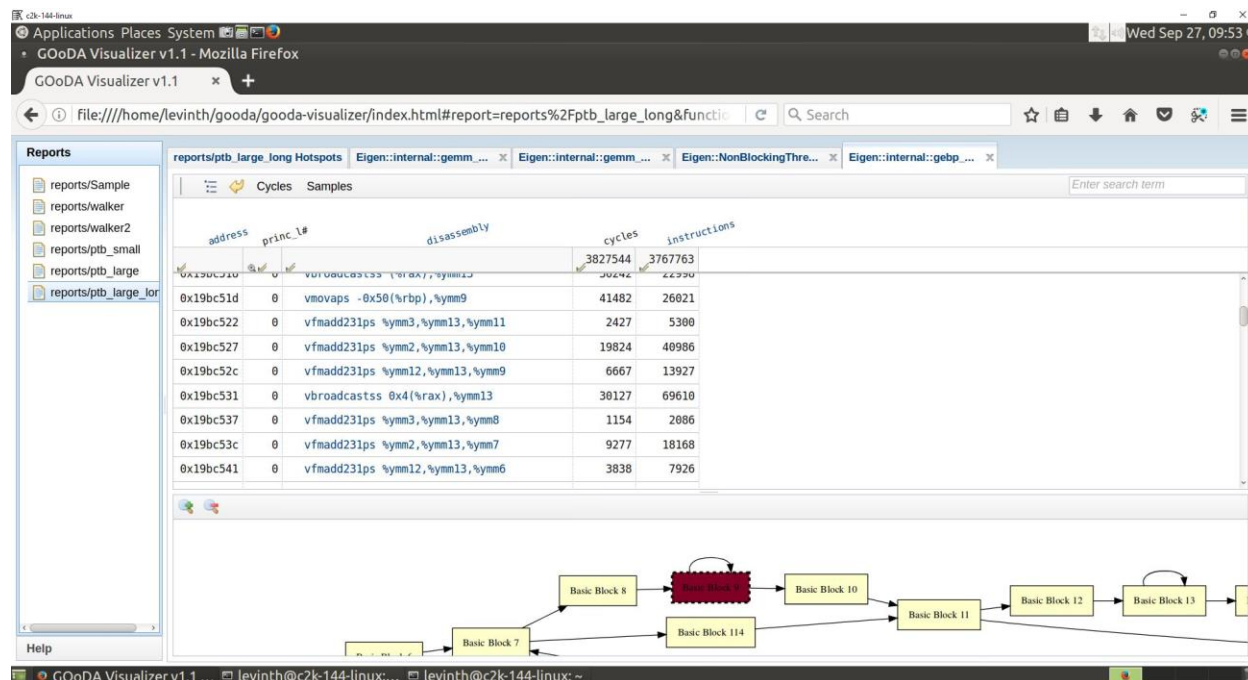 c2k-144-linux
Applications Places System Wed Sep 27, 09:53
GOoDA Visualizer v1.1 - Mozilla Firefox
GOoDA Visualizer v1.1 × +
file:////home/levinth/gooda/gooda-visualizer/index.html#report=reports%2Fptb_large_long&functio Search
Reports
reports/Sample
reports/walker
reports/walker2
reports/ptb_small
reports/ptb_large
reports/ptb_large_lor
Help
reports/ptb_large_long Hotspots Eigen::internal::gemm_... x Eigen::internal::gemm_... x Eigen::NonBlockingThre... x Eigen::internal::gebp_... x
Cycles Samples Enter search term
address princ_l# disassembly cycles instructions
3827544 3767763
0x19bc51d 0 vmovaps -0x50(%rbp),%ymm9 41482 26021
0x19bc522 0 vfmadd231ps %ymm3,%ymm13,%ymm11 2427 5300
0x19bc527 0 vfmadd231ps %ymm2,%ymm13,%ymm10 19824 40986
0x19bc52c 0 vfmadd231ps %ymm12,%ymm13,%ymm9 6667 13927
0x19bc531 0 vbroadcastss 0x4(%rax),%ymm13 30127 69610
0x19bc537 0 vfmadd231ps %ymm3,%ymm13,%ymm8 1154 2086
0x19bc53c 0 vfmadd231ps %ymm2,%ymm13,%ymm7 9277 18168
0x19bc541 0 vfmadd231ps %ymm12,%ymm13,%ymm6 3838 7926
Basic Block 8
Basic Block 10
Basic Block 12
Basic Block 13
Basic Block 11
Basic Block 114
Basic Block 7
GOoDA Visualizer v1.1 ... levinth@c2k-144-linux:... levinth@c2k-144-linux: ~